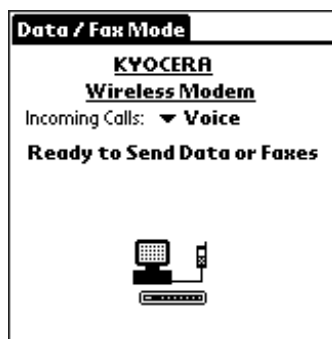 Data / Fax Mode
KYOCERA
Wireless Modem
Incoming Calls: Voice
Ready to Send Data or Faxes